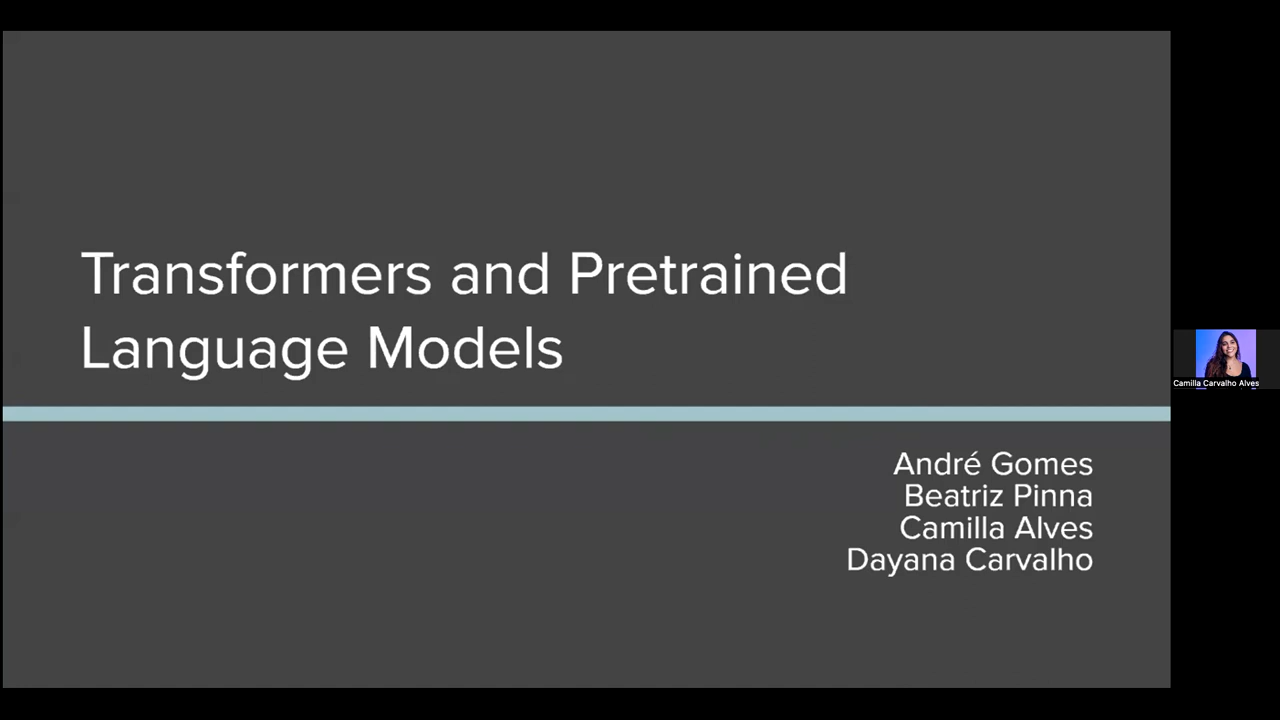 Transformers and Pretrained
Language Models
André Gomes
Beatriz Pinna
Camilla Alves
Dayana Carvalho
Camilla Carvalho Alves